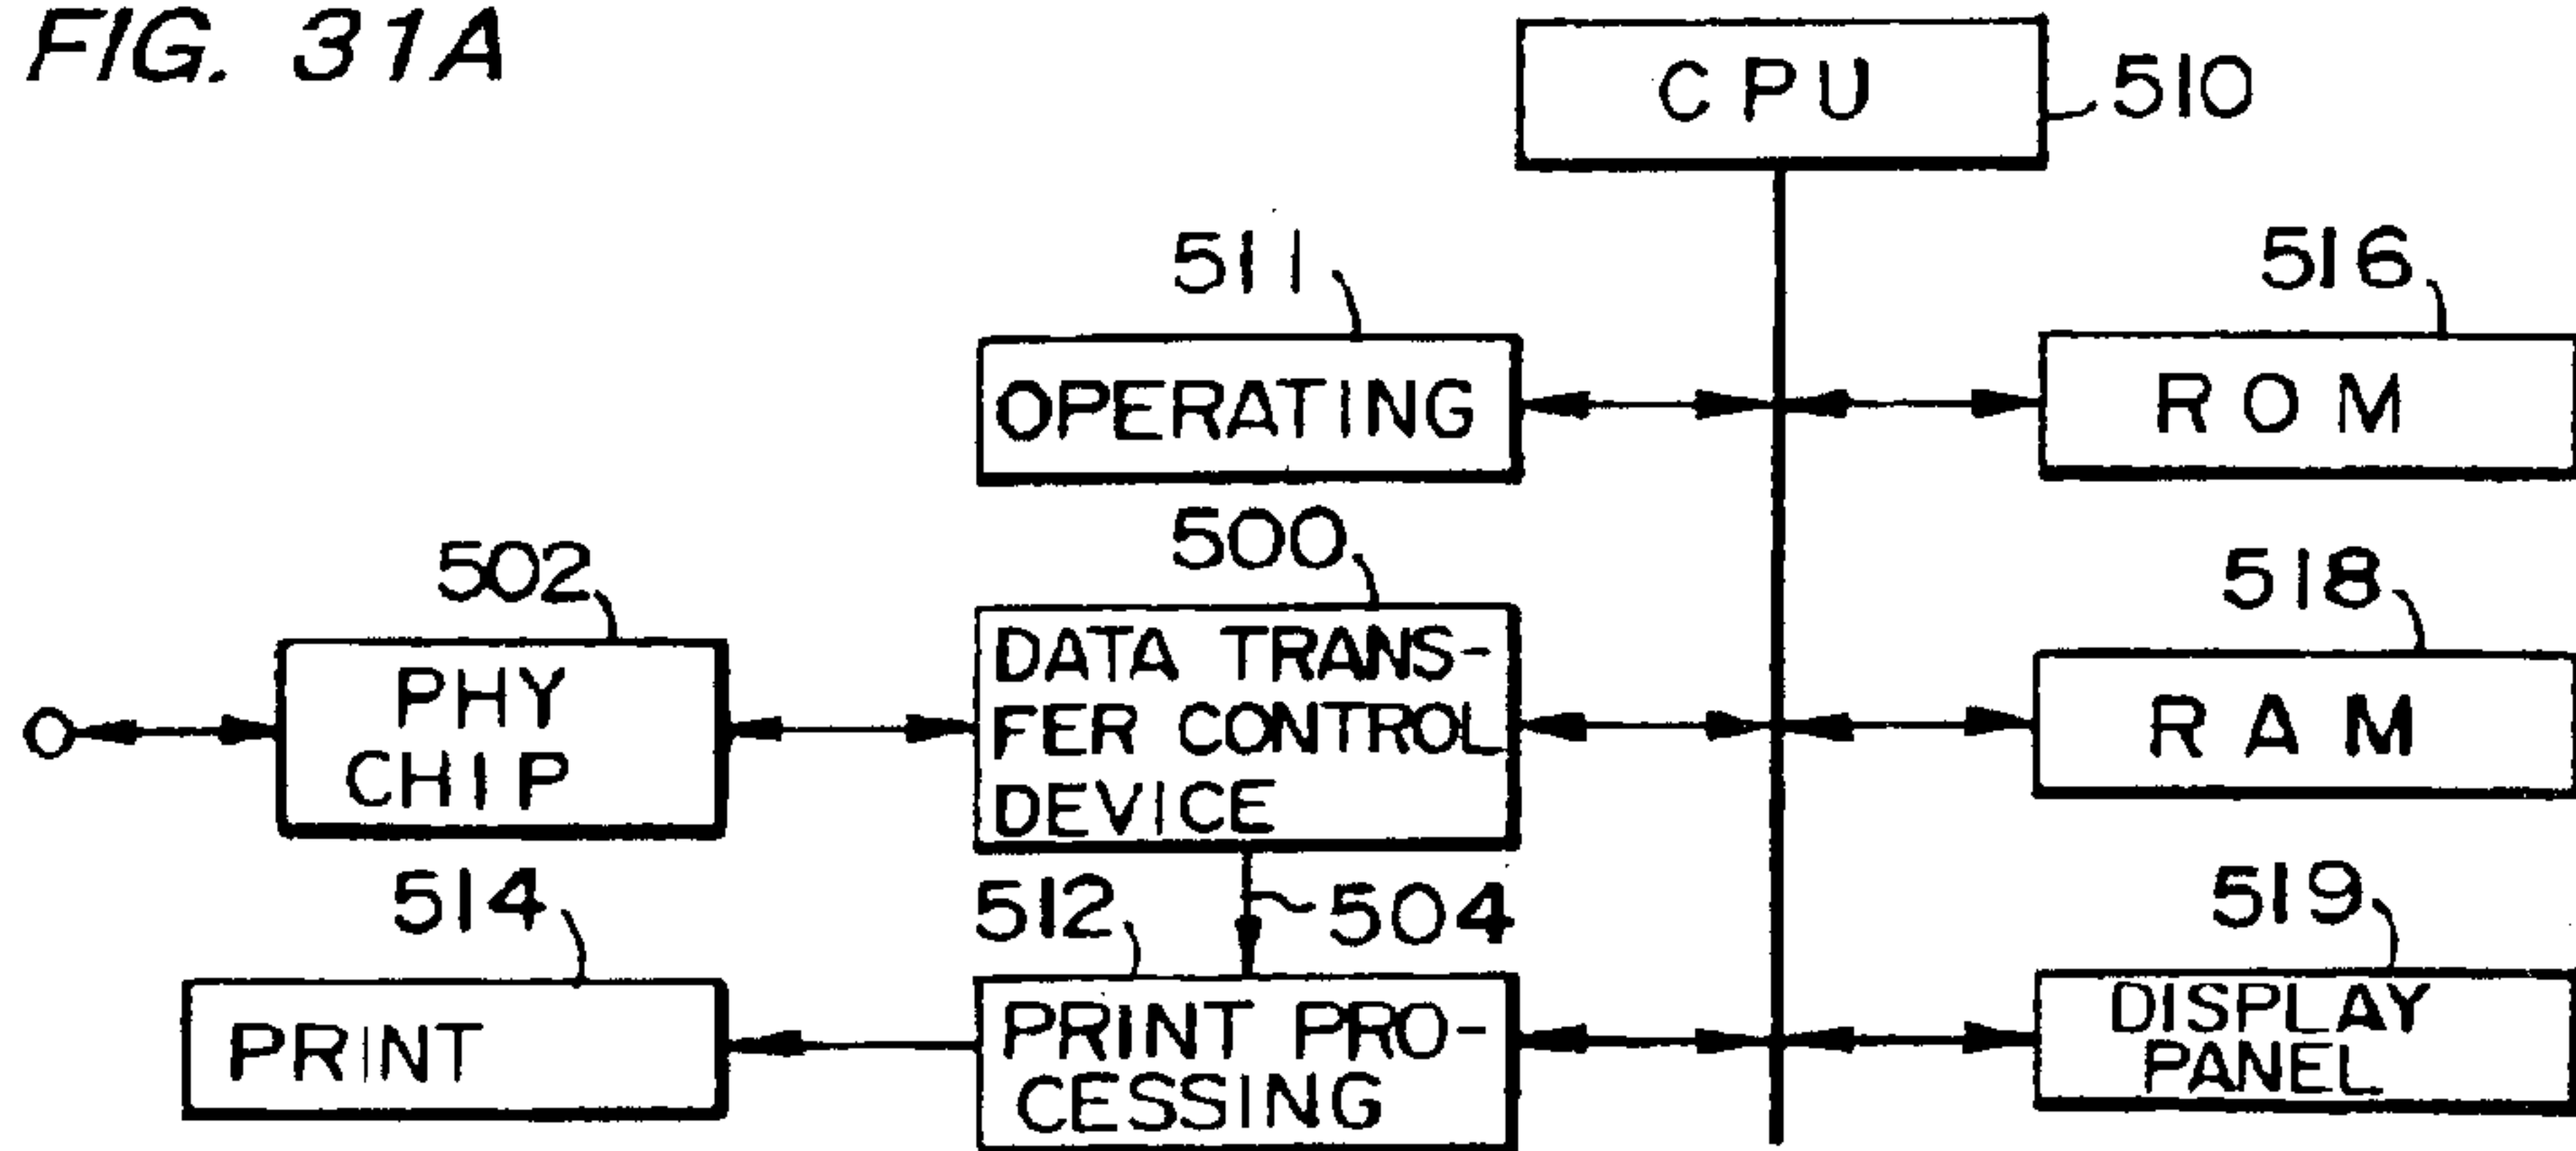 FIG. 31A
CPU
510
511
OPERATING
516
ROM
502
PHY
CHIP
500
DATA TRANS-
FER CONTROL
DEVICE
518
RAM
504
514
PRINT
512
PRINT PRO-
CESSING
519
DISPLAY
PANEL